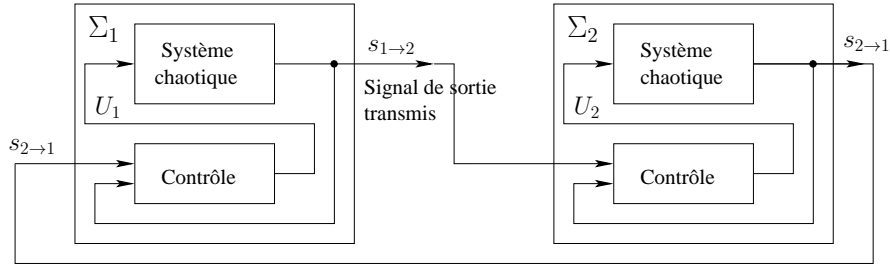 Σ₁
Système
chaotique
U₁
s₂→₁
Contrôle
s₁→₂
Signal de sortie
transmis
Σ₂
Système
chaotique
U₂
Contrôle
s₂→₁